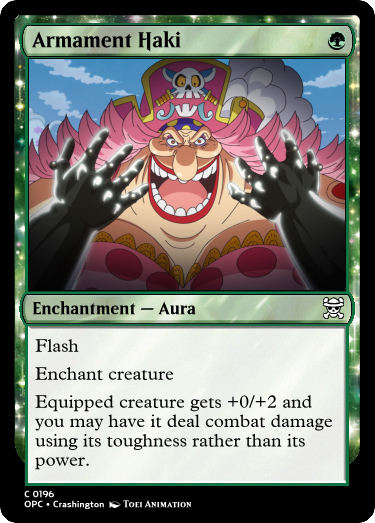 Armament Haki
Enchantment — Aura
Flash
Enchant creature
Equipped creature gets +0/+2 and
you may have it deal combat damage
using its toughness rather than its
power.
C 0196
OPC • Crashington Toei Animation